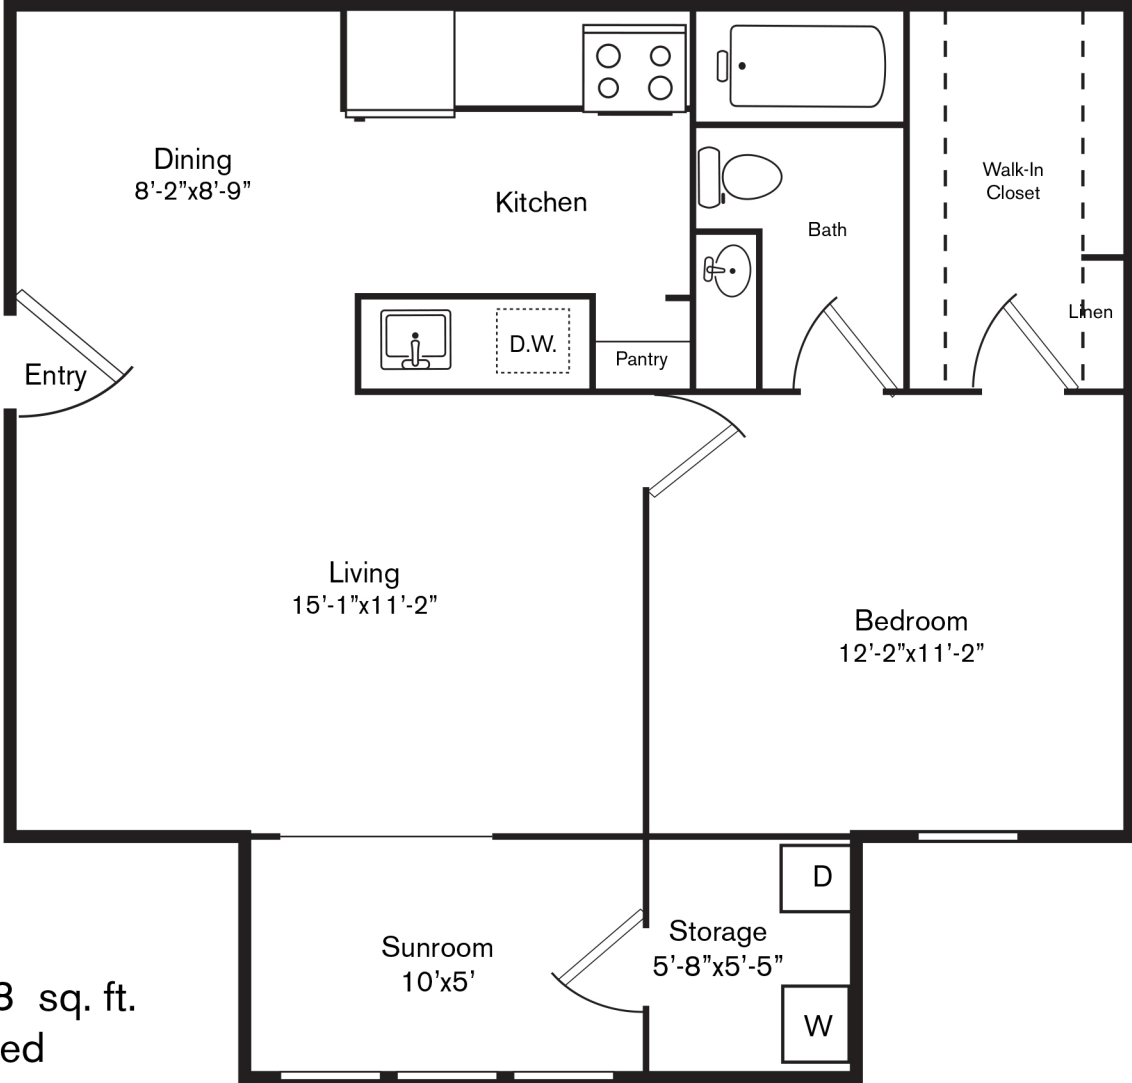 Dining
8’-2”x8’-9”
Kitchen
Walk-In
Closet
Bath
Linen
D.W.
Pantry
Entry
Living
15’-1”x11’-2”
Bedroom
12’-2”x11’-2”
D
Storage
5’-8”x5’-5”
Sunroom
10’x5’
W
sq. ft.